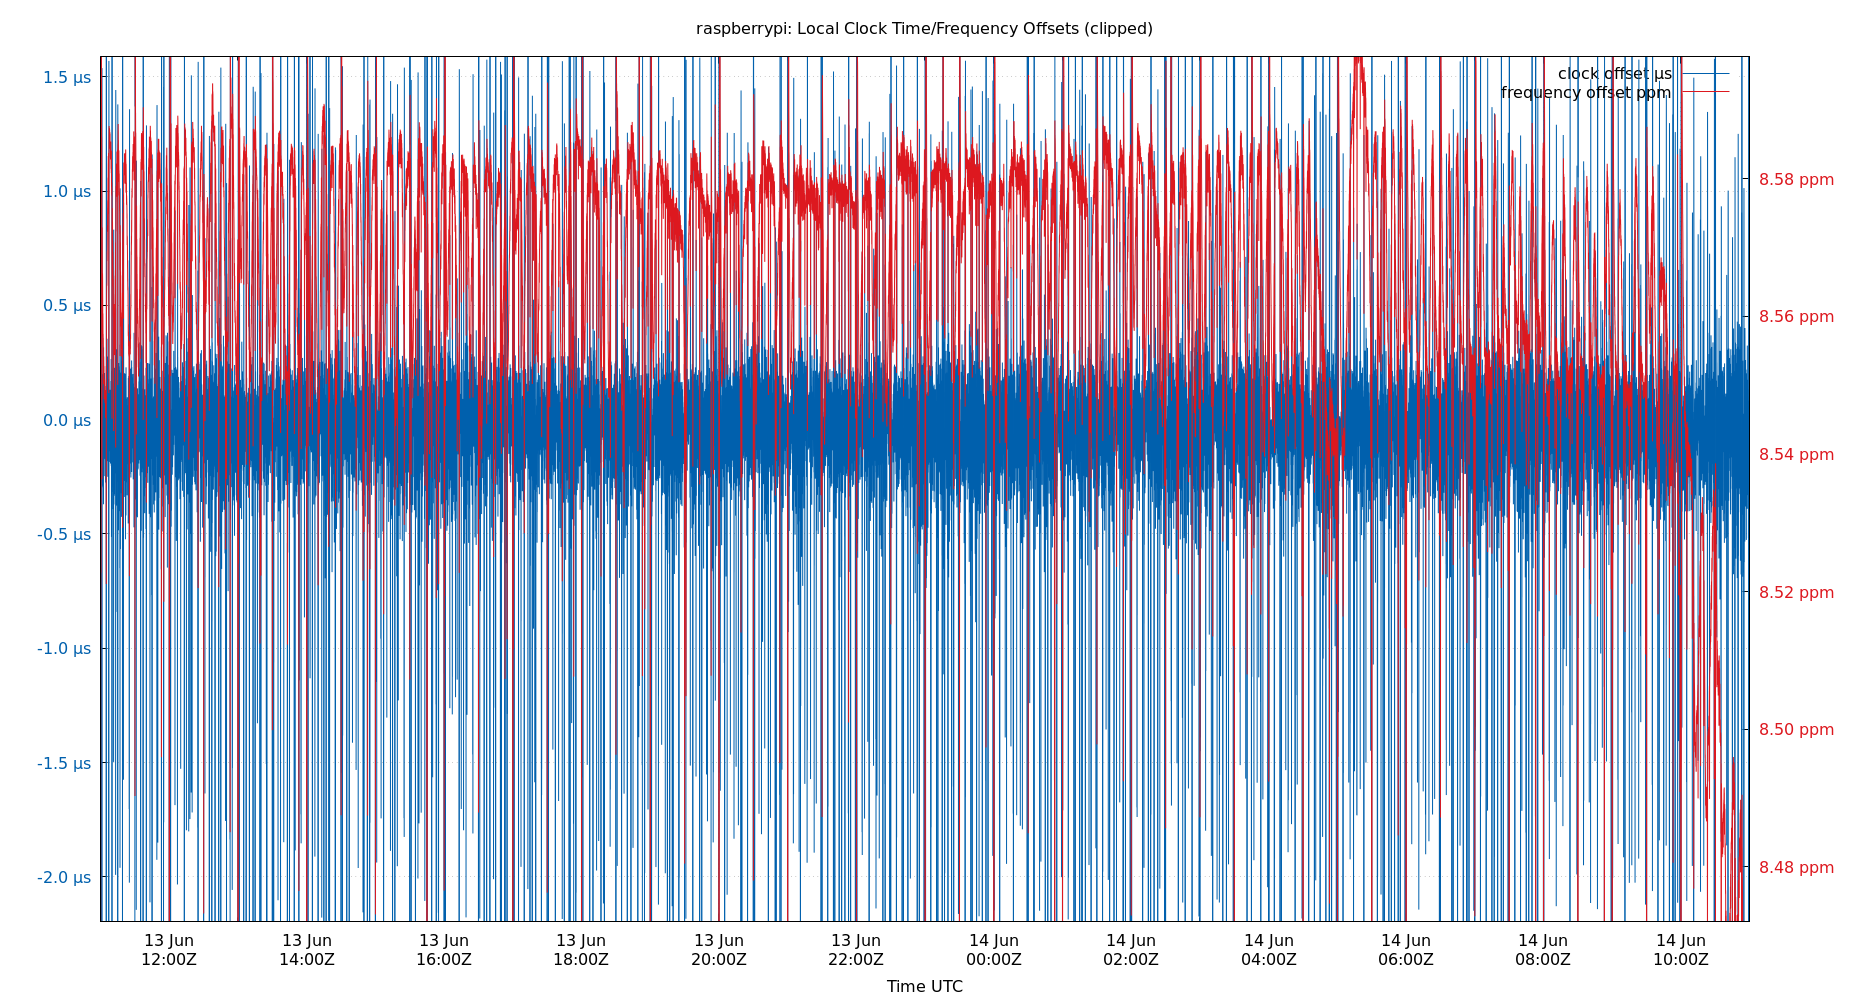 raspberrypi: Local Clock Time/Frequency Offsets (clipped)
clock offset µs
frequency offset ppm
1.5 µs
1.0 µs
0.5 µs
0.0 µs
-0.5 µs
-1.0 µs
-1.5 µs
-2.0 µs
8.58 ppm
8.56 ppm
8.54 ppm
8.52 ppm
8.50 ppm
8.48 ppm
13 Jun 13 Jun 13 Jun 13 Jun 13 Jun 13 Jun 14 Jun 14 Jun 14 Jun 14 Jun 14 Jun 14 Jun
12:00Z 14:00Z 16:00Z 18:00Z 20:00Z 22:00Z 00:00Z 02:00Z 04:00Z 06:00Z 08:00Z 10:00Z
Time UTC